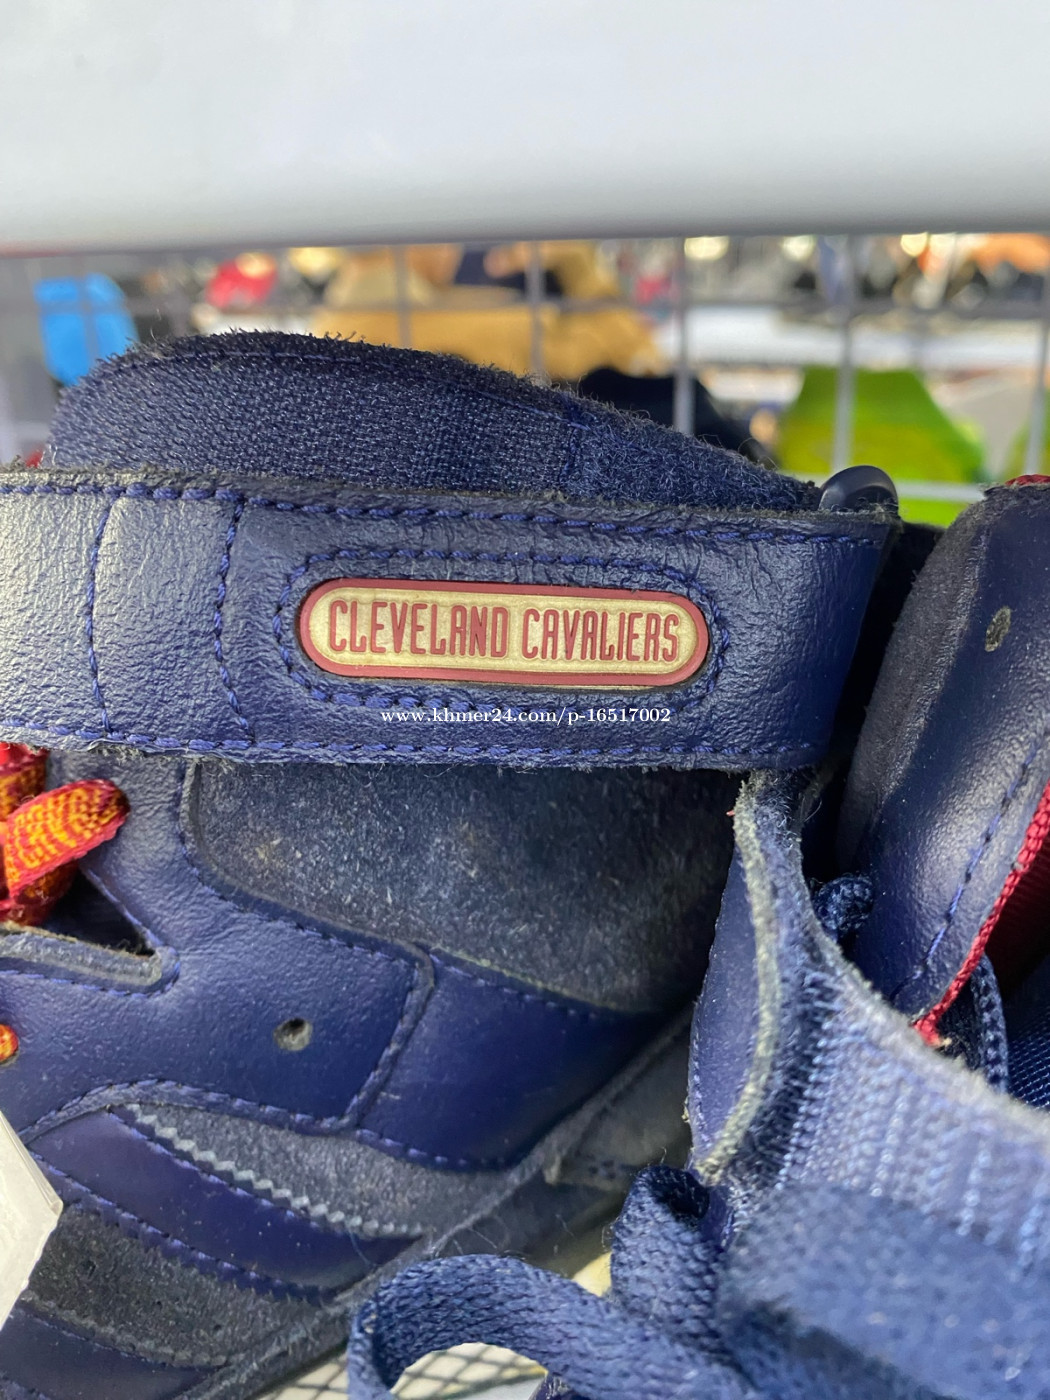 CLEVELAND CAVALIERS
www.khmer24.com/p-16517002